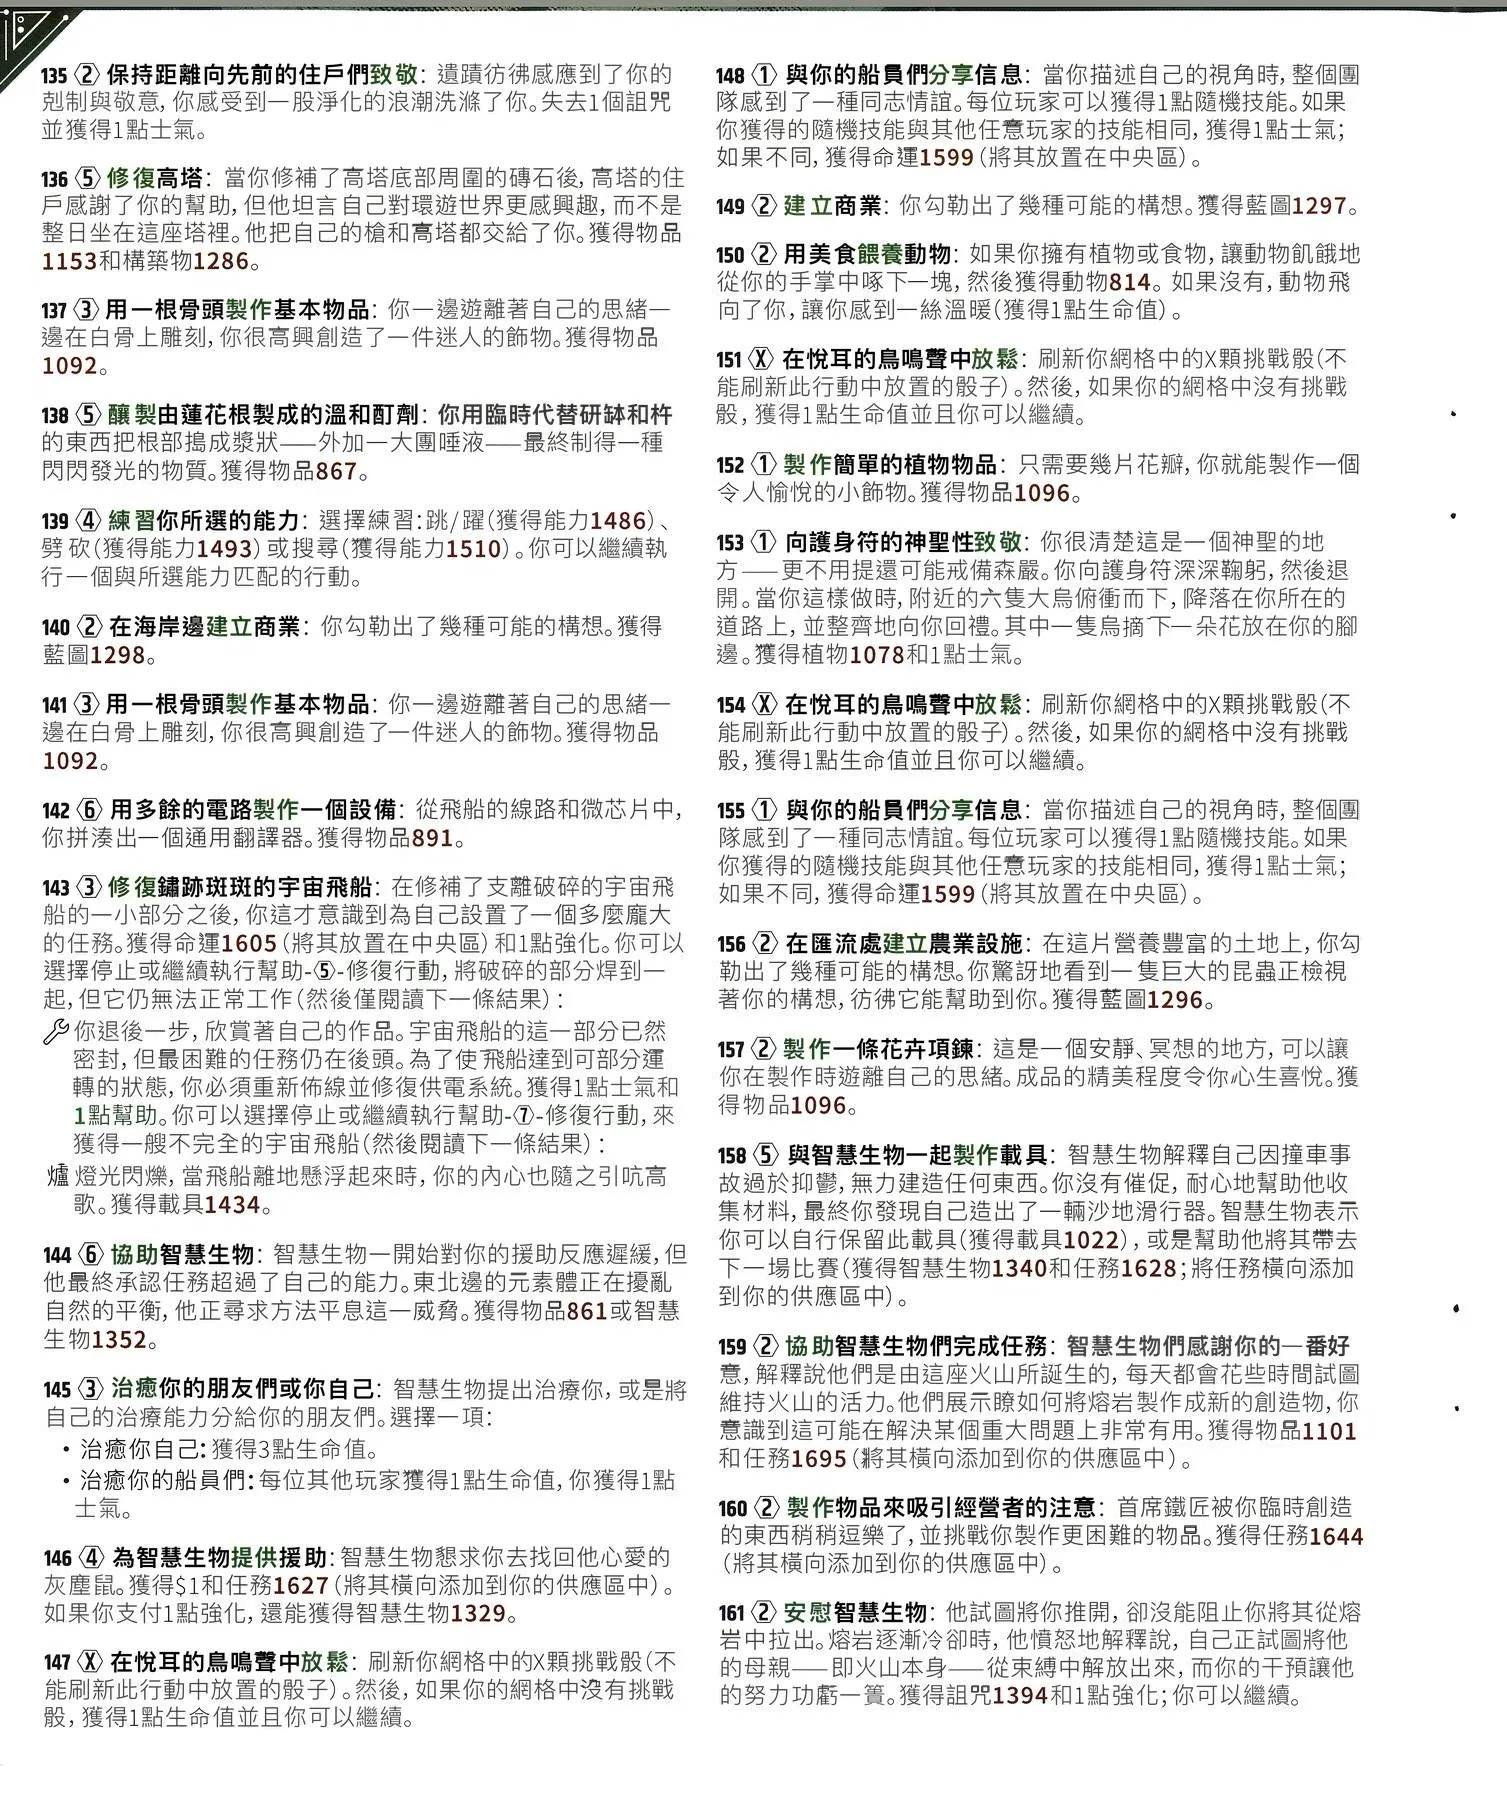 135 ② 保持距離向先前的住戶們致敬：遺蹟彷彿感應到了你的
剋制與敬意，你感受到一股淨化的浪潮洗滌了你。失去1個詛咒
並獲得1點士氣。
136 ⑤ 修復高塔：當你修補了高塔底部周圍的磚石後，高塔的住
戶感謝了你的幫助，但他坦言自己對環遊世界更感興趣，而不是
整日坐在這座塔裡。他把自己的槍和高塔都交給了你。獲得物品
1153和構築物1286。
137 ③ 用一根骨頭製作基本物品：你一邊遊離著自己的思緒一
邊在白骨上雕刻，你很高興創造了一件迷人的飾物。獲得物品
1092。
138 ⑤ 釀製由蓮花根製成的溫和酊劑：你用臨時代替研缽和杵
的東西把根部搗成漿狀——外加一大團唾液——最終制得一種
閃閃發光的物質。獲得物品867。
139 ④ 練習你所選的能力：選擇練習：跳/躍（獲得能力1486）、
劈砍（獲得能力1493）或搜尋（獲得能力1510）。你可以繼續執
行一個與所選能力匹配的行動。
140 ② 在海岸邊建立商業：你勾勒出了幾種可能的構想。獲得
藍圖1298。
141 ③ 用一根骨頭製作基本物品：你一邊遊離著自己的思緒一
邊在白骨上雕刻，你很高興創造了一件迷人的飾物。獲得物品
1092。
142 ⑥ 用多餘的電路製作一個設備：從飛船的線路和微芯片中，
你拼湊出一個通用翻譯器。獲得物品891。
143 ③ 修復鏽跡斑斑的宇宙飛船：在修補了支離破碎的宇宙飛
船的一小部分之後，你這才意識到為自己設置了一個多麼龐大
的任務。獲得命運1605（將其放置在中央區）和1點強化。你可以
選擇停止或繼續執行幫助-⑤-修復行動，將破碎的部分焊到一
起，但它仍無法正常工作（然後僅閱讀下一條結果）：
你退後一步，欣賞著自己的作品。宇宙飛船的這一部分已然
密封，但最困難的任務仍在後頭。為了使飛船達到可部分運
轉的狀態，你必須重新佈線並修復供電系統。獲得1點士氣和
1點幫助。你可以選擇停止或繼續執行幫助-⑦-修復行動，來
獲得一艘不完全的宇宙飛船（然後閱讀下一條結果）：
爐 燈光閃爍，當飛船離地懸浮起來時，你的內心也隨之引吭高
歌。獲得載具1434。
144 ⑥ 協助智慧生物：智慧生物一開始對你的援助反應遲緩，但
他最終承認任務超過了自己的能力。東北邊的元素體正在擾亂
自然的平衡，他正尋求方法平息這一威脅。獲得物品861或智慧
生物1352。
145 ③ 治癒你的朋友們或你自己：智慧生物提出治療你，或是將
自己的治療能力分給你的朋友們。選擇一項：
• 治癒你自己：獲得3點生命值。
• 治癒你的船員們：每位其他玩家獲得1點生命值，你獲得1點
士氣。
146 ④ 為智慧生物提供援助：智慧生物懇求你去找回他心愛的
灰塵鼠。獲得$1和任務1627（將其橫向添加到你的供應區中）。
如果你支付1點強化，還能獲得智慧生物1329。
147 Ⓧ 在悅耳的鳥鳴聲中放鬆：刷新你網格中的X顆挑戰骰（不
能刷新此行動中放置的骰子）。然後，如果你的網格中沒有挑戰
骰，獲得1點生命值並且你可以繼續。
148 ① 與你的船員們分享信息：當你描述自己的視角時，整個團
隊感到了一種同志情誼。每位玩家可以獲得1點隨機技能。如果
你獲得的隨機技能與其他任意玩家的技能相同，獲得1點士氣；
如果不同，獲得命運1599（將其放置在中央區）。
149 ② 建立商業：你勾勒出了幾種可能的構想。獲得藍圖1297。
150 ② 用美食餵養動物：如果你擁有植物或食物，讓動物飢餓地
從你的手掌中啄下一塊，然後獲得動物814。如果沒有，動物飛
向了你，讓你感到一絲溫暖（獲得1點生命值）。
151 Ⓧ 在悅耳的鳥鳴聲中放鬆：刷新你網格中的X顆挑戰骰（不
能刷新此行動中放置的骰子）。然後，如果你的網格中沒有挑戰
骰，獲得1點生命值並且你可以繼續。
152 ① 製作簡單的植物物品：只需要幾片花瓣，你就能製作一個
令人愉悅的小飾物。獲得物品1096。
153 ① 向護身符的神聖性致敬：你很清楚這是一個神聖的地
方——更不用提還可能戒備森嚴。你向護身符深深鞠躬，然後退
開。當你這樣做時，附近的六隻大鳥俯衝而下，降落在你所在的
道路上，並整齊地向你回禮。其中一隻鳥摘下一朵花放在你的腳
邊。獲得植物1078和1點士氣。
154 Ⓧ 在悅耳的鳥鳴聲中放鬆：刷新你網格中的X顆挑戰骰（不
能刷新此行動中放置的骰子）。然後，如果你的網格中沒有挑戰
骰，獲得1點生命值並且你可以繼續。
155 ① 與你的船員們分享信息：當你描述自己的視角時，整個團
隊感到了一種同志情誼。每位玩家可以獲得1點隨機技能。如果
你獲得的隨機技能與其他任意玩家的技能相同，獲得1點士氣；
如果不同，獲得命運1599（將其放置在中央區）。
156 ② 在匯流處建立農業設施：在這片營養豐富的土地上，你勾
勒出了幾種可能的構想。你驚訝地看到一隻巨大的昆蟲正檢視
著你的構想，彷彿它能幫助到你。獲得藍圖1296。
157 ② 製作一條花卉項鍊：這是一個安靜、冥想的地方，可以讓
你在製作時遊離自己的思緒。成品的精美程度令你心生喜悅。獲
得物品1096。
158 ⑤ 與智慧生物一起製作載具：智慧生物解釋自己因撞車事
故過於抑鬱，無力建造任何東西。你沒有催促，耐心地幫助他收
集材料，最終你發現自己造出了一輛沙地滑行器。智慧生物表示
你可以自行保留此載具（獲得載具1022），或是幫助他將其帶去
下一場比賽（獲得智慧生物1340和任務1628；將任務橫向添加
到你的供應區中）。
159 ② 協助智慧生物們完成任務：智慧生物們感謝你的一番好
意，解釋說他們是由這座火山所誕生的，每天都會花些時間試圖
維持火山的活力。他們展示瞭如何將熔岩製作成新的創造物，你
意識到這可能在解決某個重大問題上非常有用。獲得物品1101
和任務1695（將其橫向添加到你的供應區中）。
160 ② 製作物品來吸引經營者的注意：首席鐵匠被你臨時創造
的東西稍稍逗樂了，並挑戰你製作更困難的物品。獲得任務1644
（將其橫向添加到你的供應區中）。
161 ② 安慰智慧生物：他試圖將你推開，卻沒能阻止你將其從熔
岩中拉出。熔岩逐漸冷卻時，他憤怒地解釋說，自己正試圖將他
的母親——即火山本身——從束縛中解放出來，而你的干預讓他
的努力功虧一簣。獲得詛咒1394和1點強化；你可以繼續。